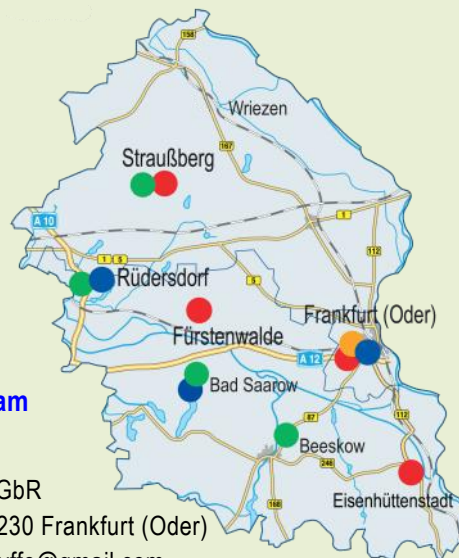 158
Wriezen
167
Straußberg
A 10
1
1 5
112
Rüdersdorf
5
Frankfurt (Oder)
Fürstenwalde
A 12
Bad Saarow
am
87
112
Beeskow
246
Eisenhüttenstadt
GbR
168
230 Frankfurt (Oder)